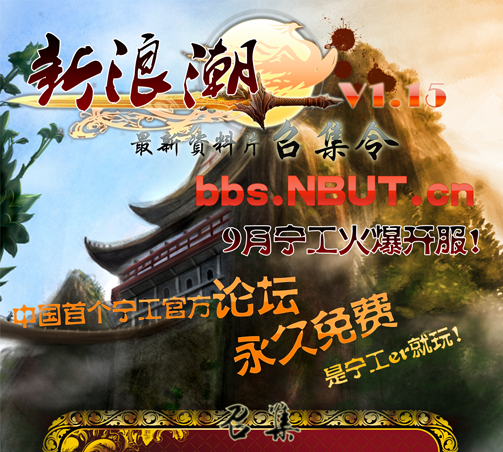 新浪潮
V1.15
最新資料片 召集令
bbs.NBUT.cn
9月宁工火爆开服!
中国首个宁工官方论坛
永久免费
是宁工er就玩!
召集